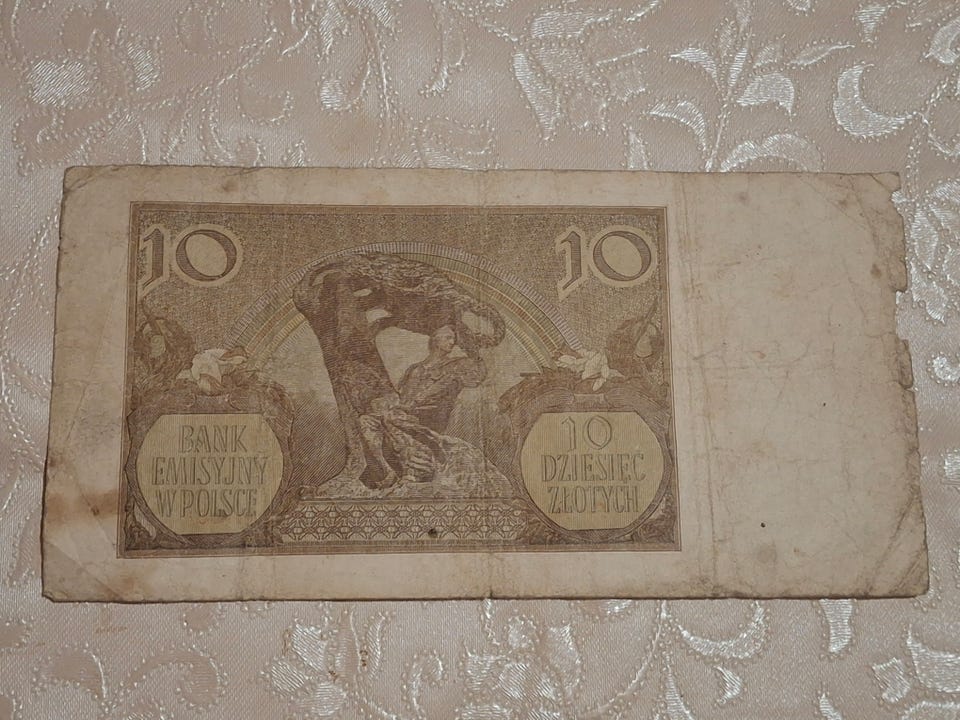 10
10
BANK
EMISYJNY
W POLSCE
10
DZIESIĘĆ
ZŁOTYCH